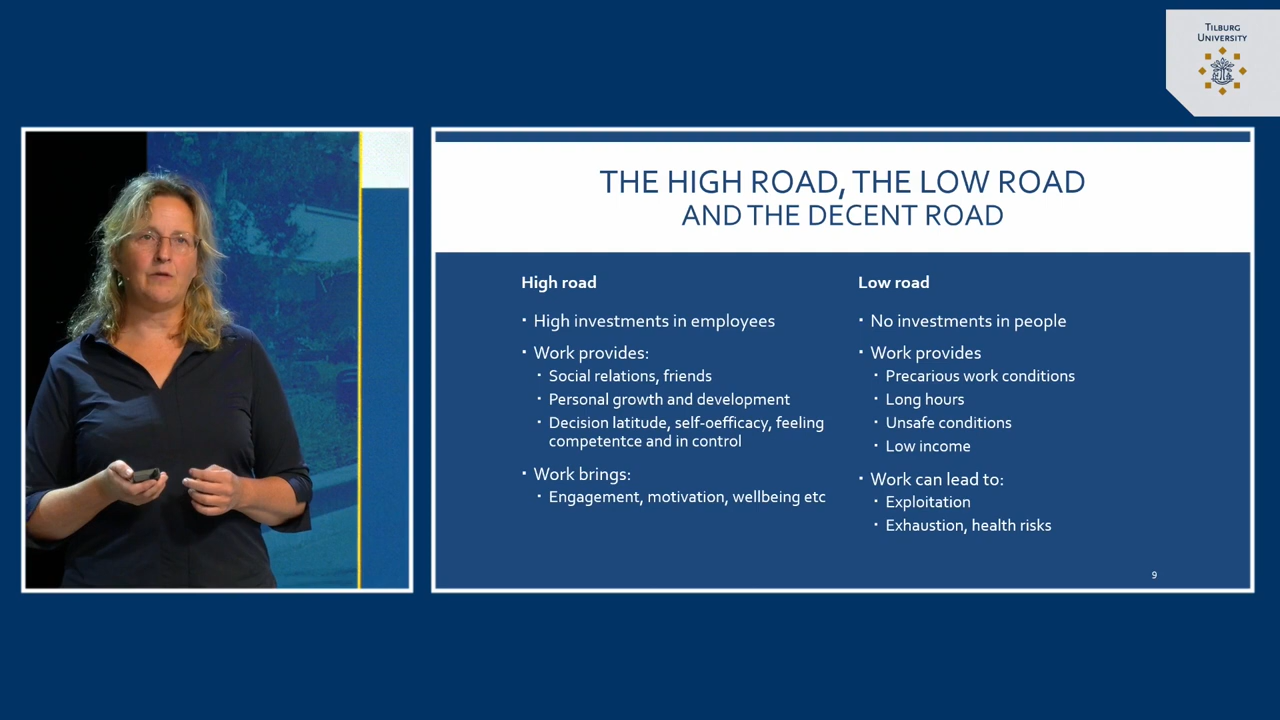 TILBURG
UNIVERSITY
THE HIGH ROAD, THE LOW ROAD
AND THE DECENT ROAD
High road
▪ High investments in employees
▪ Work provides:
▪ Social relations, friends
▪ Personal growth and development
▪ Decision latitude, self-oefficacy, feeling
competentce and in control
▪ Work brings:
▪ Engagement, motivation, wellbeing etc
Low road
▪ No investments in people
▪ Work provides
▪ Precarious work conditions
▪ Long hours
▪ Unsafe conditions
▪ Low income
▪ Work can lead to:
▪ Exploitation
▪ Exhaustion, health risks
9